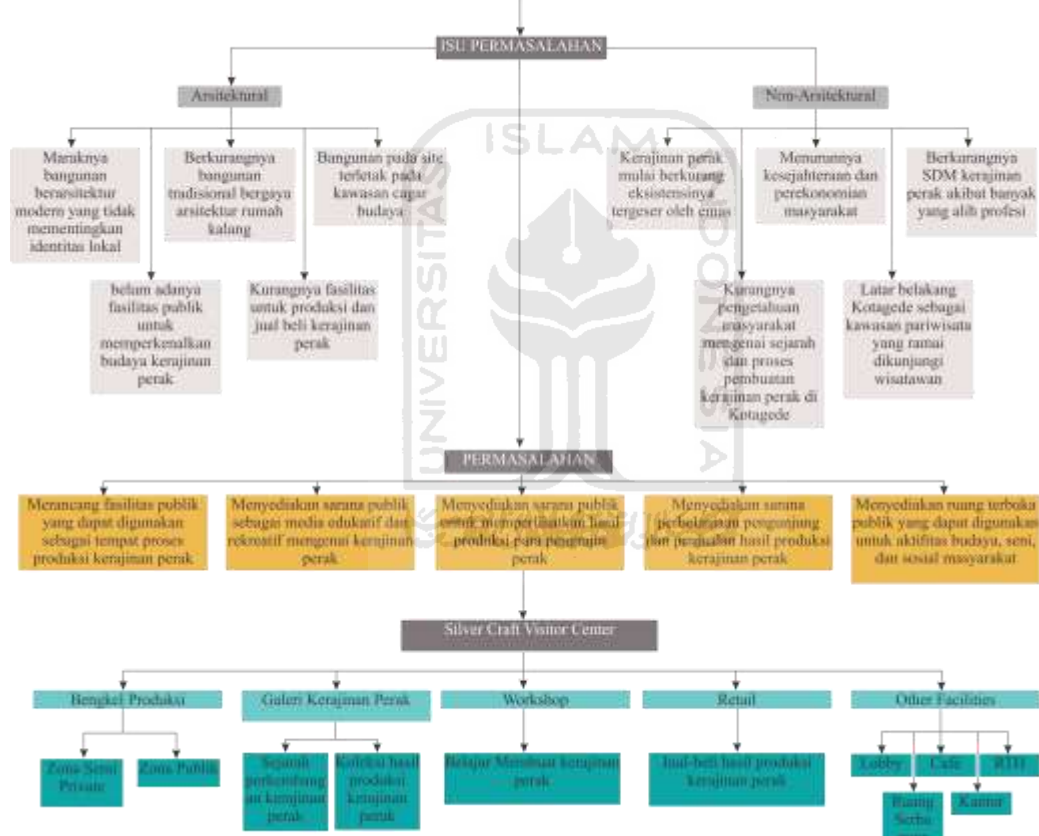 ISU PERMASALAHAN
Arsitektural
Non-Arsitektural
Maraknya
bangunan
berarsitektur
modern yang tidak
mementingkan
identitas lokal
Berkurangnya
bangunan
tradisional bergaya
arsitektur rumah
kalang
Bangunan pada site
terletak pada
kawasan cagar
budaya
Kerajinan perak
mulai berkurang
eksistensinya
tergeser oleh emas
Menurunnya
kesejahteraan dan
perekonomian
masyarakat
Berkurangnya
SDM kerajinan
perak akibat banyak
yang alih profesi
belum adanya
fasilitas publik
untuk
memperkenalkan
budaya kerajinan
perak
Kurangnya fasilitas
untuk produksi dan
jual beli kerajinan
perak
Kurangnya
pengetahuan
masyarakat
mengenai sejarah
dan proses
pembuatan
kerajinan perak di
Kotagede
Latar belakang
Kotagede sebagai
kawasan pariwisata
yang ramai
dikunjungi
wisatawan
PERMASALAHAN
Merancang fasilitas publik
yang dapat digunakan
sebagai tempat proses
produksi kerajinan perak
Menyediakan sarana publik
sebagai media edukatif dan
rekreatif mengenai kerajinan
perak
Menyediakan sarana publik
untuk memperlihatkan hasil
produksi para pengrajin
perak
Menyediakan sarana
perbelanjaan pengunjung
dan penjualan hasil produksi
kerajinan perak
Menyediakan ruang terbuka
publik yang dapat digunakan
untuk aktifitas budaya, seni,
dan sosial masyarakat
Silver Craft Visitor Center
Bengkel Produksi
Galeri Kerajinan Perak
Workshop
Retail
Other Facilities
Zona Semi
Private
Zona Publik
Sejarah
perkembang
an kerajinan
perak
Koleksi hasil
produksi
kerajinan
perak
Belajar Membuat kerajinan
perak
Jual-beli hasil produksi
kerajinan perak
Lobby
Cafe
RTH
Ruang
Serba
Kantor
UNIVERSITAS
ISLAM
INDONESIA